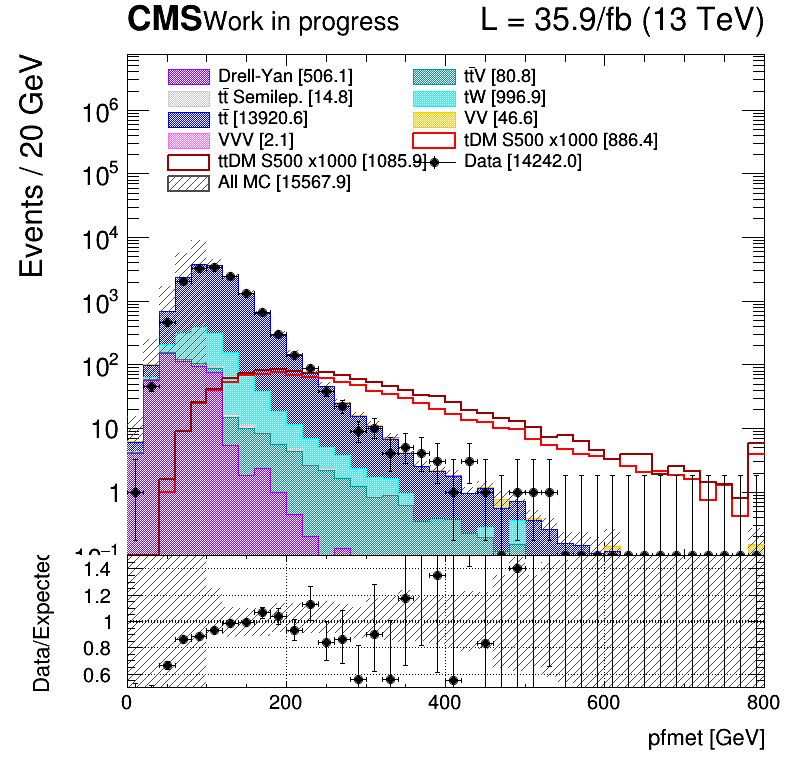 CMS Work in progress L = 35.9/fb (13 TeV)
Drell-Yan [506.1] tt̄V [80.8]
tt̄ Semilep. [14.8] tW [996.9]
tt̄ [13920.6] VV [46.6]
VVV [2.1] tDM S500 x1000 [886.4]
ttDM S500 x1000 [1085.9] Data [14242.0]
All MC [15567.9]
Events / 20 GeV
10⁶
10⁵
10⁴
10³
10²
10
1
10⁻¹
Data/Expected
1.4
1.2
1
0.8
0.6
0 200 400 600 800
pfmet [GeV]